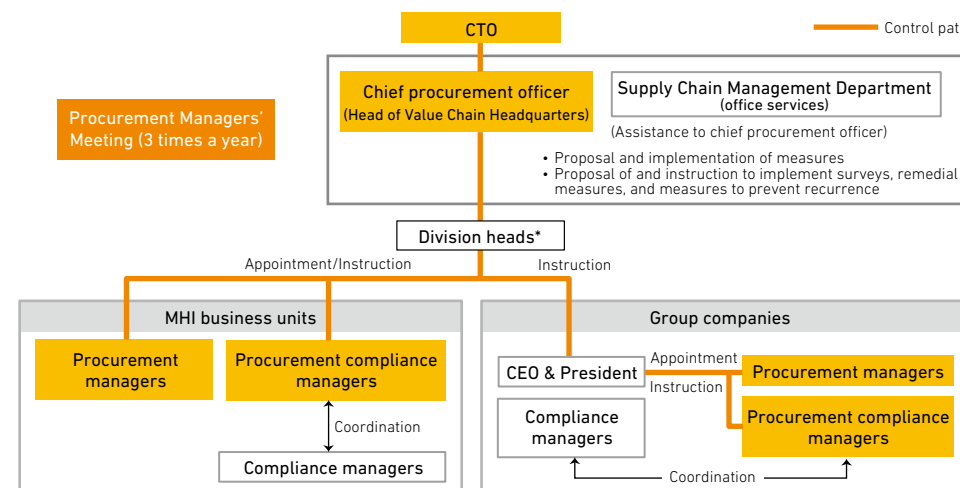 CTO
Control pat
Chief procurement officer
(Head of Value Chain Headquarters)
Supply Chain Management Department
(office services)
(Assistance to chief procurement officer)
• Proposal and implementation of measures
• Proposal of and instruction to implement surveys, remedial
measures, and measures to prevent recurrence
Procurement Managers'
Meeting (3 times a year)
Division heads*
Appointment/Instruction
Instruction
MHI business units
Procurement
managers
Procurement compliance
managers
Coordination
Compliance managers
Group companies
CEO & President
Appointment
Instruction
Procurement managers
Compliance
managers
Procurement compliance
managers
Coordination